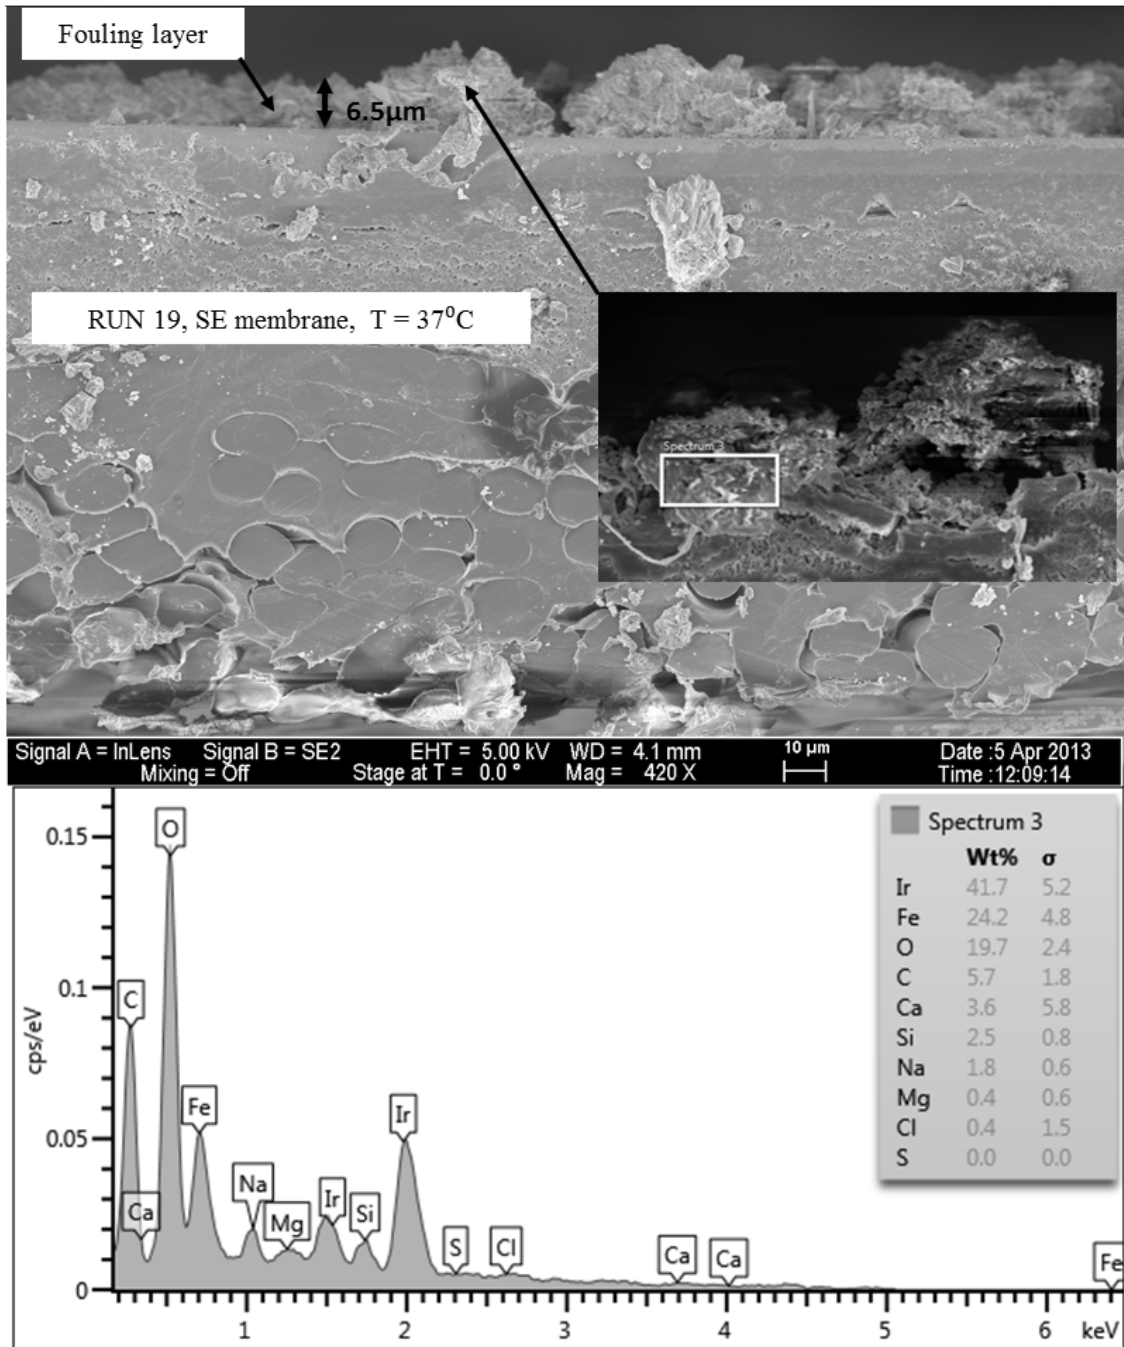 Fouling layer
6.5µm
RUN 19, SE membrane, T = 37⁰C
Spectrum 3
Signal A = InLens Signal B = SE2 EHT = 5.00 kV WD = 4.1 mm 10 µm Date :5 Apr 2013
Mixing = Off Stage at T = 0.0 ° Mag = 420 X Time :12:09:14
Spectrum 3
Wt% σ
Ir 41.7 5.2
Fe 24.2 4.8
O 19.7 2.4
C 5.7 1.8
Ca 3.6 5.8
Si 2.5 0.8
Na 1.8 0.6
Mg 0.4 0.6
Cl 0.4 1.5
S 0.0 0.0
cps/eV
0.15
0.1
0.05
0
C
Ca
O
Fe
Na
Mg
Ir
Si
Ir
S
Cl
Ca
Ca
Fe
1 2 3 4 5 6 keV